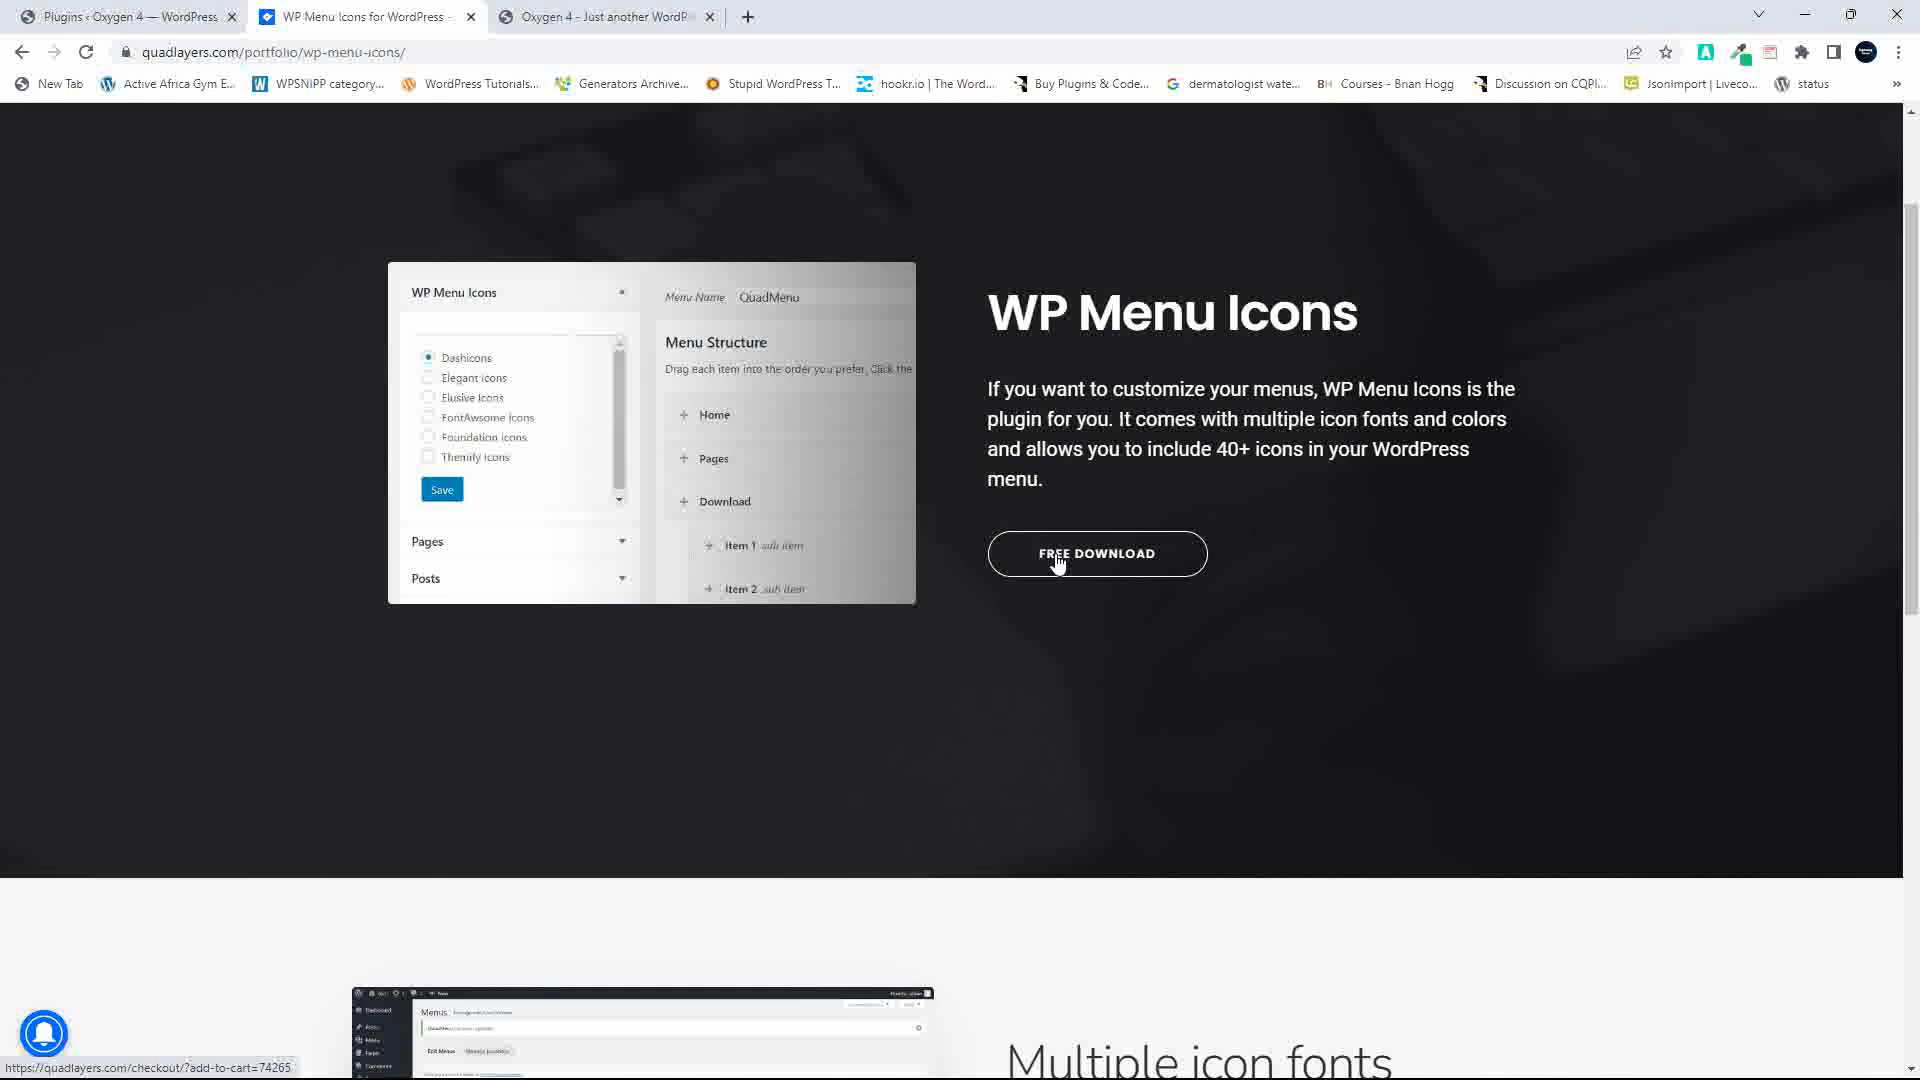 Plugins ‹ Oxygen 4 — WordPress
WP Menu Icons for WordPress -
Oxygen 4 - Just another WordP
quadlayers.com/portfolio/wp-menu-icons/
New Tab
Active Africa Gym E...
WPSNIPP category...
WordPress Tutorials...
Generators Archive...
Stupid WordPress T...
hookr.io | The Word...
Buy Plugins & Code...
dermatologist wate...
BH Courses - Brian Hogg
Discussion on CQPI...
Jsonimport | Liveco...
status
WP Menu Icons
Dashicons
Elegant Icons
Elusive Icons
FontAwsome Icons
Foundation Icons
Themify Icons
Save
Pages
Posts
Menu Name QuadMenu
Menu Structure
Drag each item into the order you prefer. Click the
Home
Pages
Download
Item 1 sub item
Item 2 sub item
WP Menu Icons
If you want to customize your menus, WP Menu Icons is the
plugin for you. It comes with multiple icon fonts and colors
and allows you to include 40+ icons in your WordPress
menu.
FREE DOWNLOAD
Menus
Edit Menus
Dashboard
Multiple icon fonts
https://quadlayers.com/checkout/?add-to-cart=74265